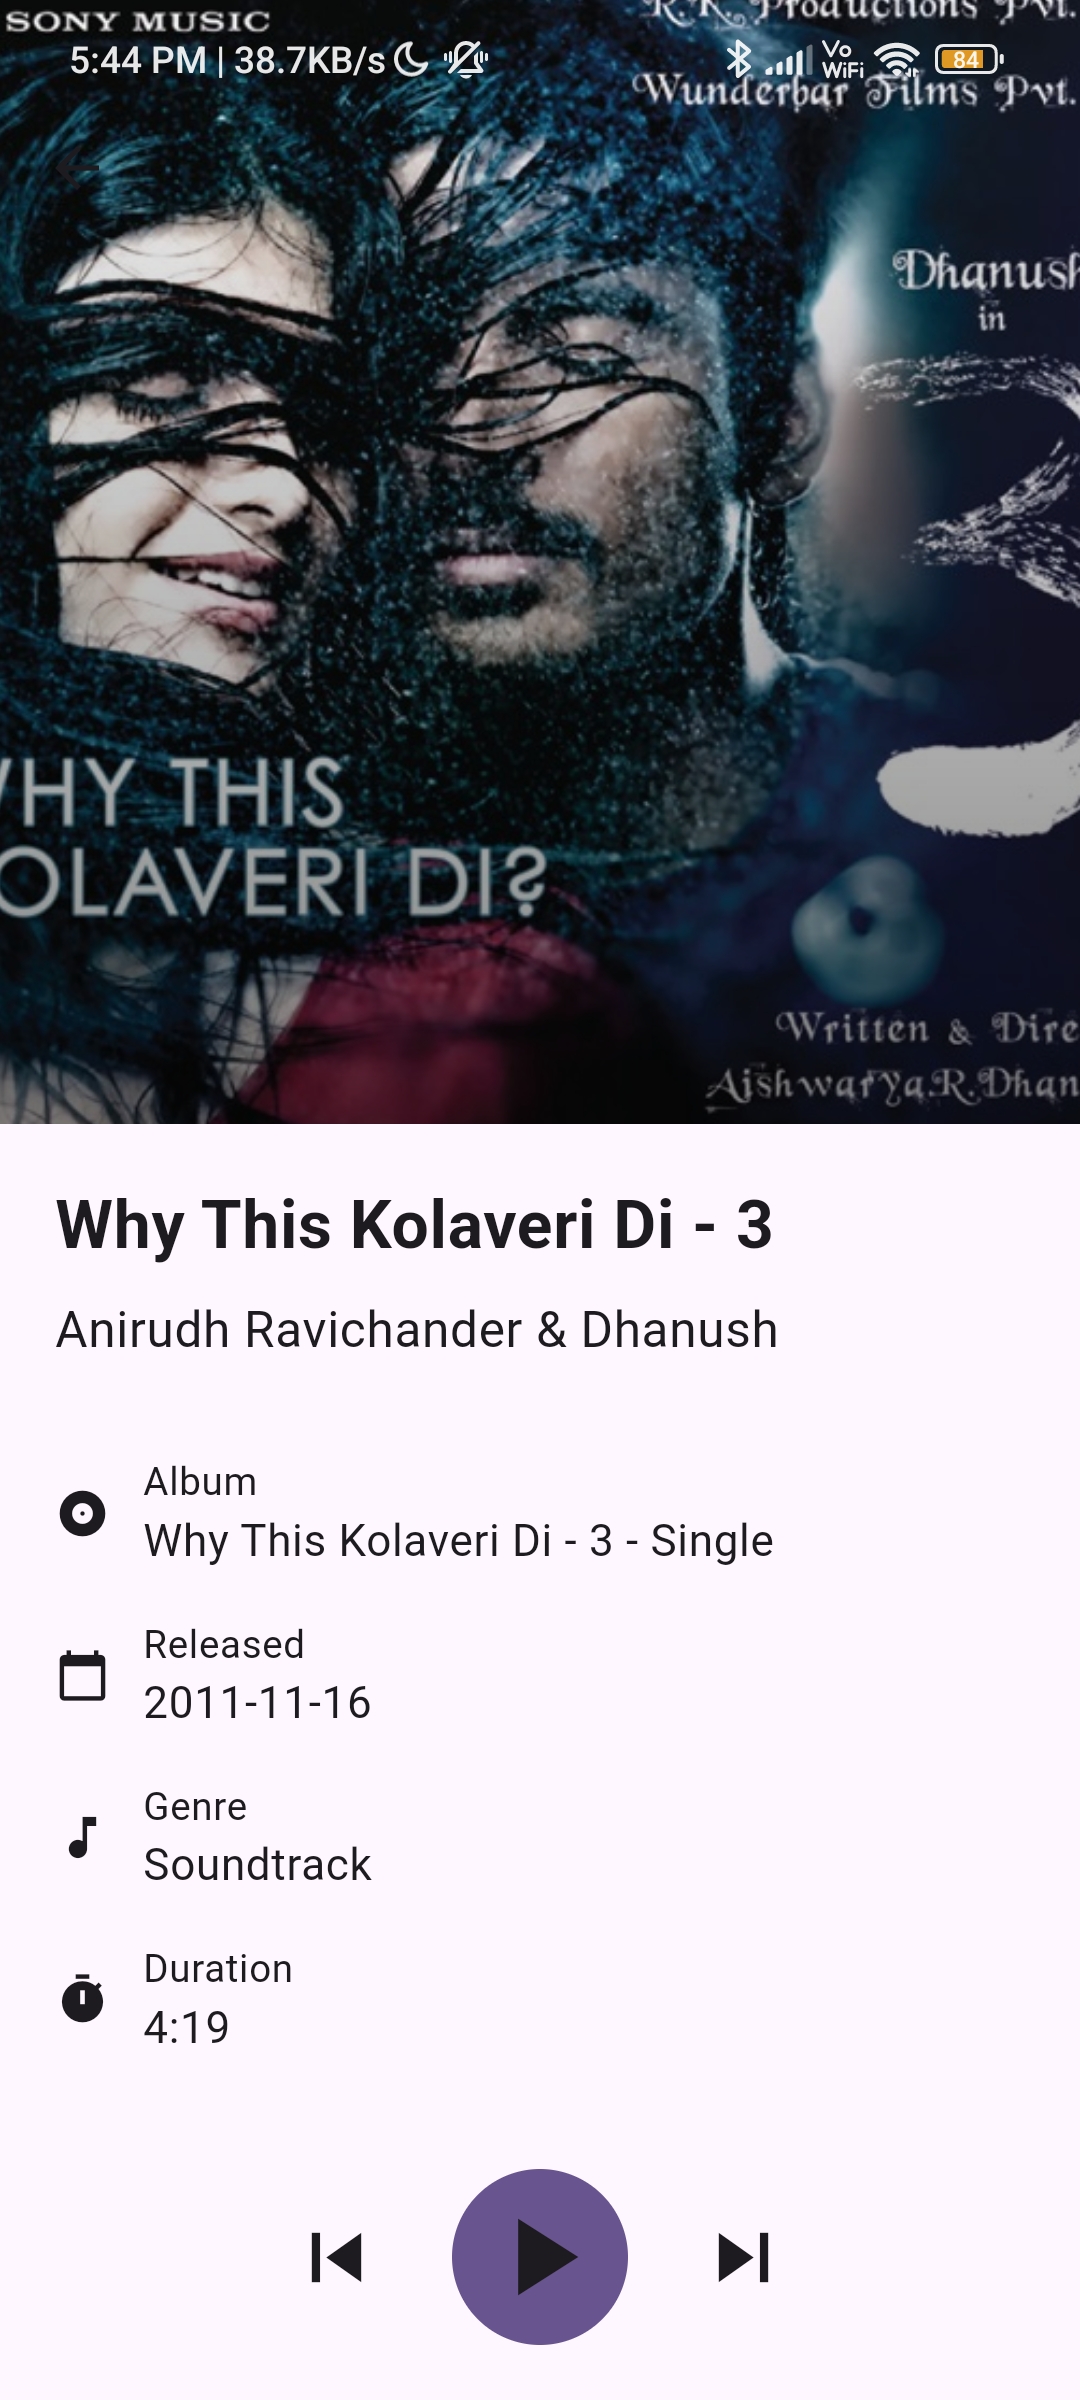 SONY MUSIC
R.K. Productions Pvt.
5:44 PM | 38.7KB/s
Vo
WiFi
84
Wunderbar Films Pvt.
Dhanush
in
3
WHY THIS
OLAVERI DI?
Written & Dire
Aishwarya.R.Dhan
Why This Kolaveri Di - 3
Anirudh Ravichander & Dhanush
Album
Why This Kolaveri Di - 3 - Single
Released
2011-11-16
Genre
Soundtrack
Duration
4:19